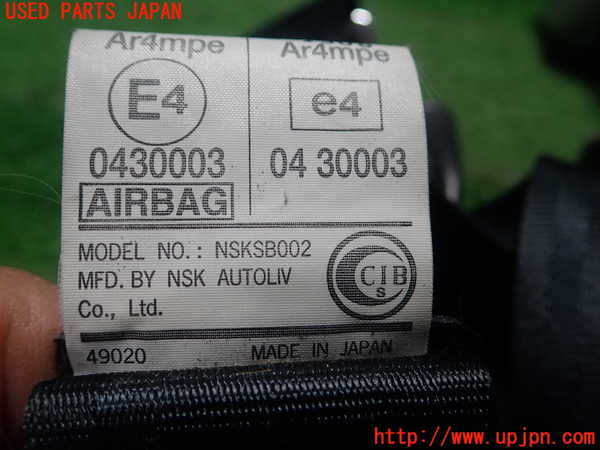 USED PARTS JAPAN
Ar4mpe
Ar4mpe
E4
e4
0430003
04 30003
AIRBAG
MODEL NO.: NSKSB002
MFD. BY NSK AUTOLIV
Co., Ltd.
CIB
S
49020
MADE IN JAPAN
http://www.upjpn.com/